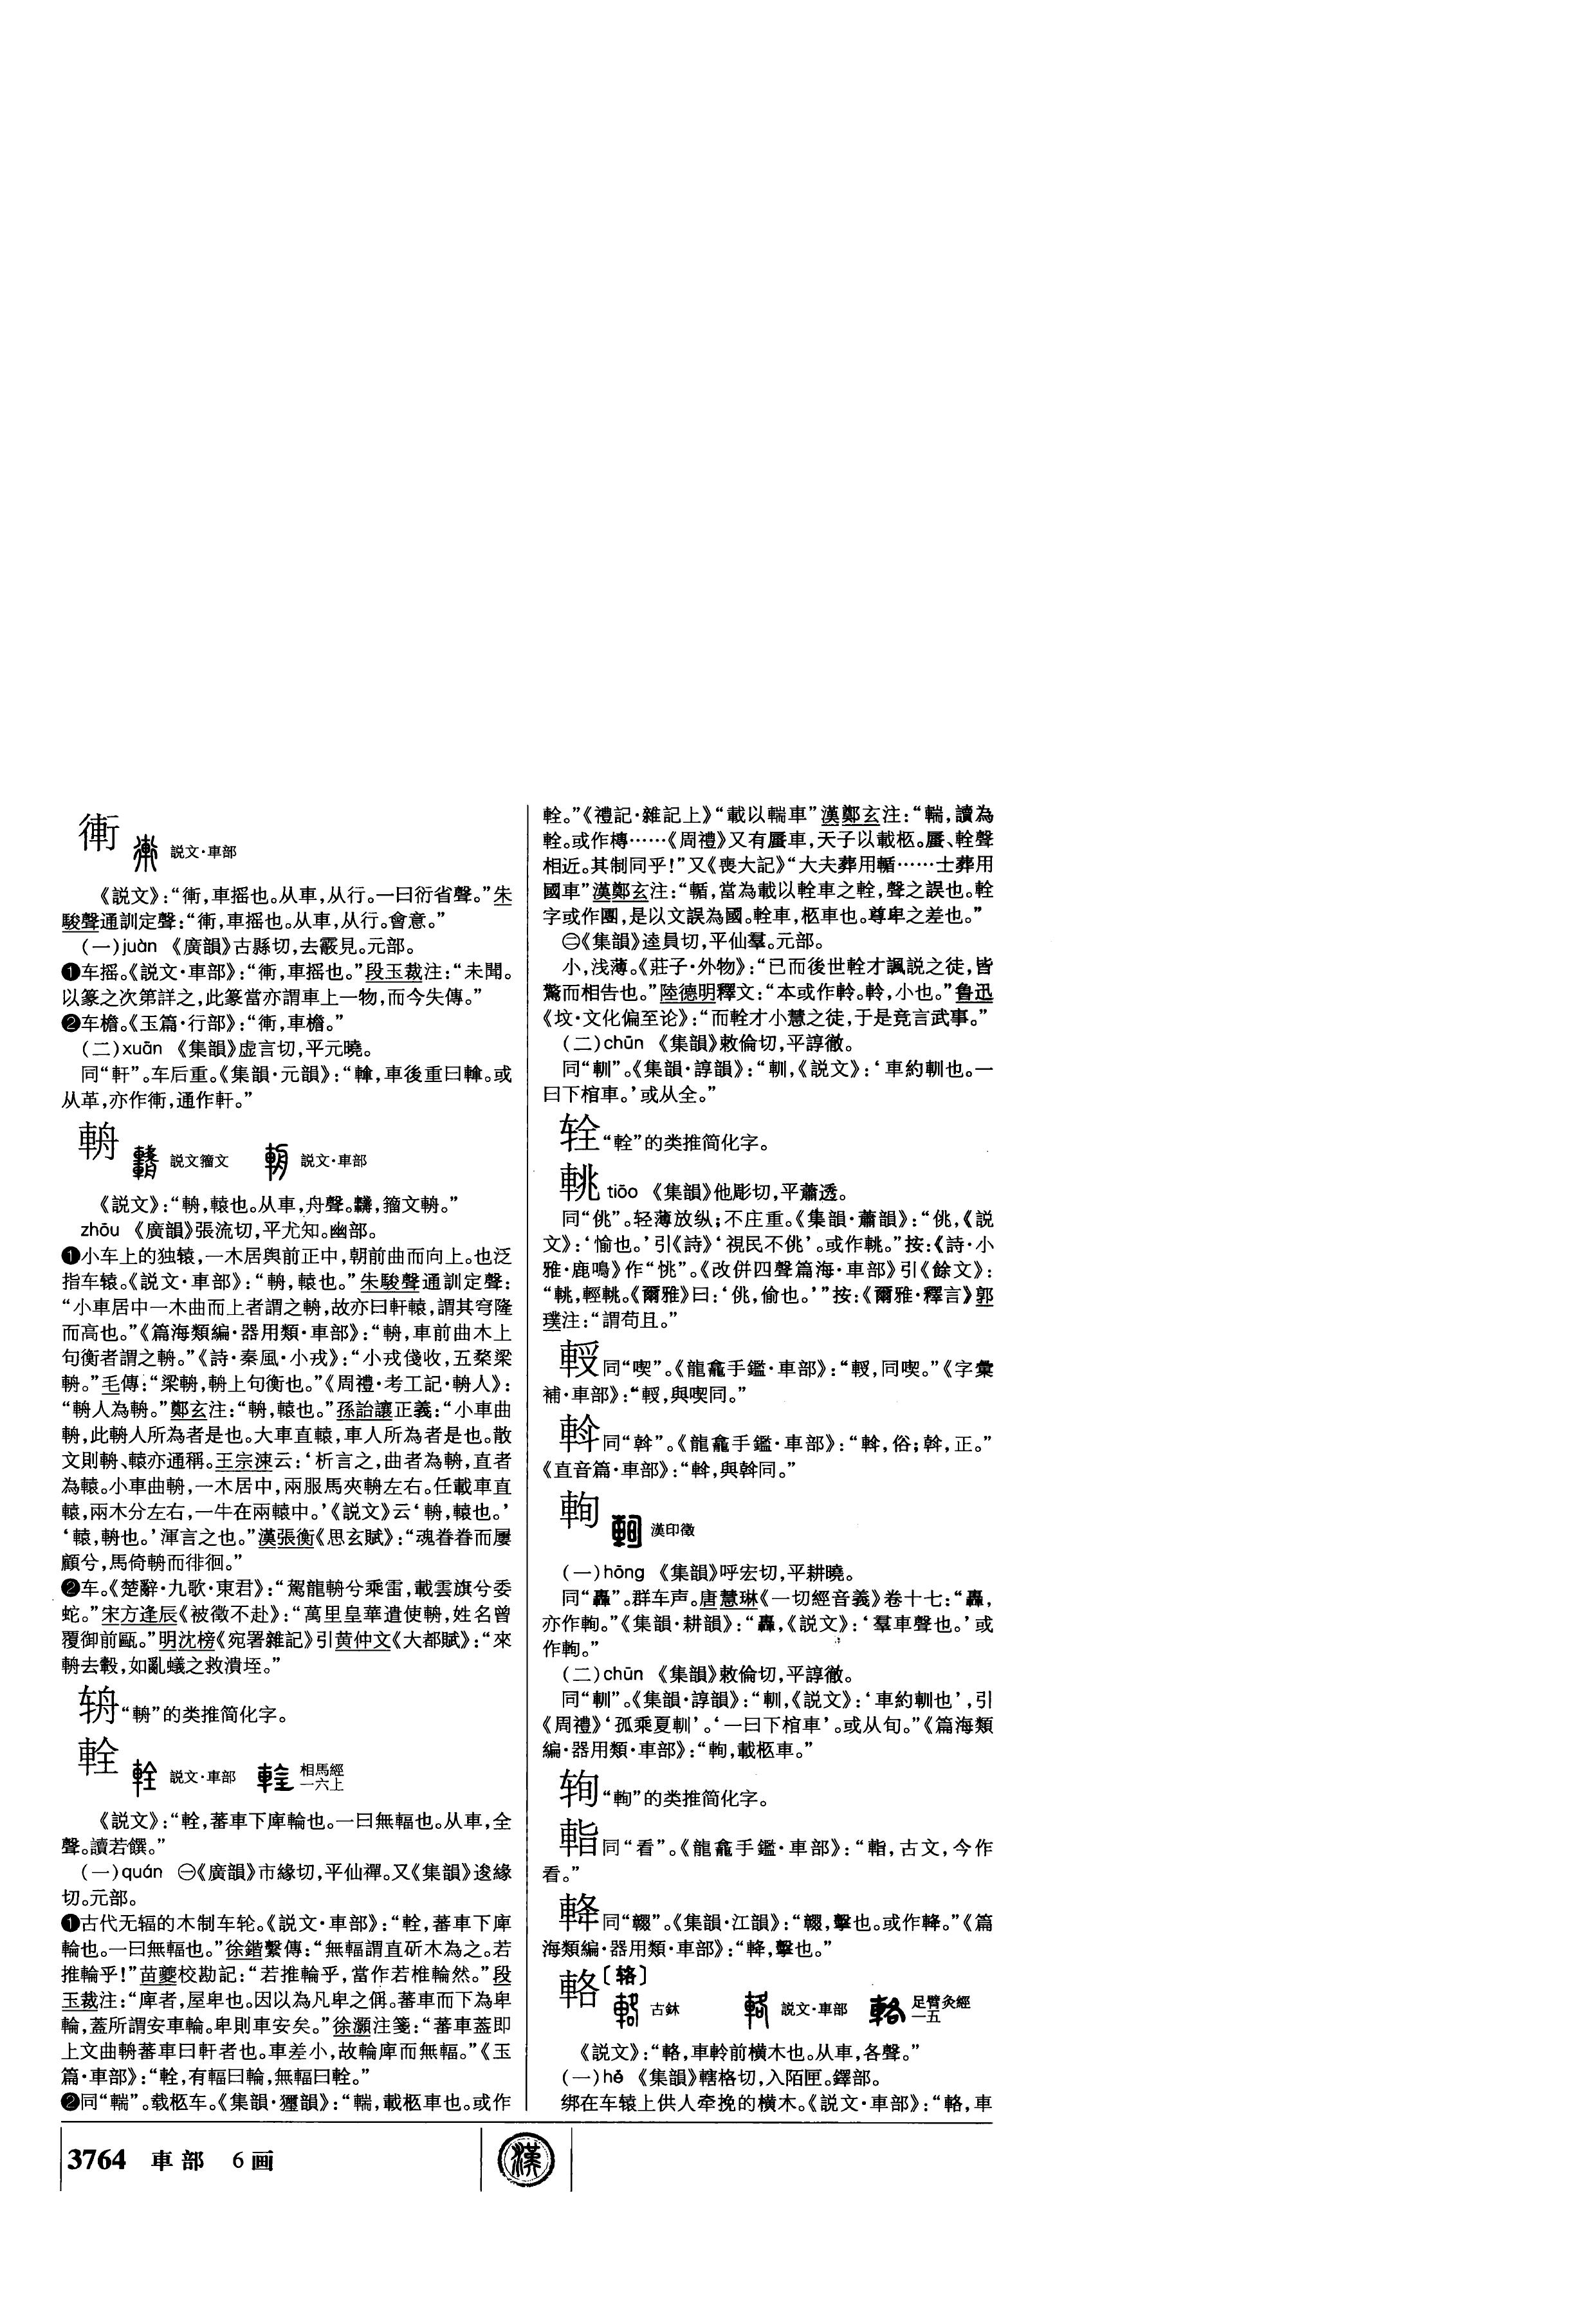 䡓
説文·車部
《説文》：“䡓，車摇也。从車，从行。一曰衍省聲。”朱
駿聲通訓定聲：“䡓，車摇也。从車，从行。會意。”
（一）juàn 《廣韻》古縣切，去霰見。元部。
❶车摇。《説文·車部》：“䡓，車摇也。”段玉裁注：“未聞。
以篆之次第詳之，此篆當亦謂車上一物，而今失傳。”
❷车檐。《玉篇·行部》：“䡓，車檐。”
（二）xuān 《集韻》虚言切，平元曉。
同“軒”。车后重。《集韻·元韻》：“，車後重曰。或
从革，亦作䡓，通作軒。”
輈
説文籀文 説文·車部
《説文》：“輈，轅也。从車，舟聲。，籀文輈。”
zhōu 《廣韻》張流切，平尤知。幽部。
❶小车上的独辕，一木居舆前正中，朝前曲而向上。也泛
指车辕。《説文·車部》：“輈，轅也。”朱駿聲通訓定聲：
“小車居中一木曲而上者謂之輈，故亦曰軒轅，謂其穹隆
而高也。”《篇海類編·器用類·車部》：“輈，車前曲木上
句衡者謂之輈。”《詩·秦風·小戎》：“小戎俴收，五楘梁
輈。”毛傳：“梁輈，輈上句衡也。”《周禮·考工記·輈人》：
“輈人為輈。”鄭玄注：“輈，轅也。”孫詒讓正義：“小車曲
輈，此輈人所為者是也。大車直轅，車人所為者是也。散
文則輈、轅亦通稱。王宗涑云：‘析言之，曲者為輈，直者
為轅。小車曲輈，一木居中，兩服馬夾輈左右。任載車直
轅，兩木分左右，一牛在兩轅中。’《説文》云‘輈，轅也。’
‘轅，輈也。’渾言之也。”漢張衡《思玄賦》：“魂眷眷而屢
顧兮，馬倚輈而徘徊。”
❷车。《楚辭·九歌·東君》：“駕龍輈兮乘雷，載雲旗兮委
蛇。”宋方逢辰《被徵不赴》：“萬里皇華遣使輈，姓名曾
覆御前甌。”明沈榜《宛署雜記》引黄仲文《大都賦》：“來
輈去轂，如亂蟻之救潰垤。”
辀“輈”的类推简化字。
輇
説文·車部 相馬經一六上
《説文》：“輇，蕃車下庳輪也。一曰無輻也。从車，全
聲。讀若饌。”
（一）quán ㊀《廣韻》市緣切，平仙禪。又《集韻》逡緣
切。元部。
❶古代无辐的木制车轮。《説文·車部》：“輇，蕃車下庳
輪也。一曰無輻也。”徐鍇繫傳：“無輻謂直斫木為之。若
推輪乎！”苗夔校勘記：“若推輪乎，當作若椎輪然。”段
玉裁注：“庳者，屋卑也。因以為凡卑之偁。蕃車而下為卑
輪，蓋所謂安車輪。卑則車安矣。”徐灝注箋：“蕃車蓋即
上文曲輈蕃車曰軒者也。車差小，故輪庳而無輻。”《玉
篇·車部》：“輇，有輻曰輪，無輻曰輇。”
❷同“輲”。载柩车。《集韻·獮韻》：“輲，載柩車也。或作
輇。”《禮記·雜記上》“載以輲車”漢鄭玄注：“輲，讀為
輇。或作槫……《周禮》又有蜃車，天子以載柩。蜃、輇聲
相近。其制同乎！”又《喪大記》“大夫葬用輴……士葬用
國車”漢鄭玄注：“輴，當為載以輇車之輇，聲之誤也。輇
字或作團，是以文誤為國。輇車，柩車也。尊卑之差也。”
㊁《集韻》逵員切，平仙羣。元部。
小，浅薄。《莊子·外物》：“已而後世輇才諷説之徒，皆
驚而相告也。”陸德明釋文：“本或作軨。軨，小也。”鲁迅
《坟·文化偏至论》：“而輇才小慧之徒，于是竞言武事。”
（二）chūn 《集韻》敕倫切，平諄徹。
同“䡅”。《集韻·諄韻》：“䡅，《説文》：‘車約䡅也。一
曰下棺車。’或从全。”
辁“輇”的类推简化字。
䡁 tiāo 《集韻》他彫切，平蕭透。
同“佻”。轻薄放纵；不庄重。《集韻·蕭韻》：“佻，《説
文》：‘愉也。’引《詩》‘視民不佻’。或作䡁。”按：《詩·小
雅·鹿鳴》作“恌”。《改併四聲篇海·車部》引《餘文》：
“䡁，輕䡁。《爾雅》曰：‘佻，偷也。’”按：《爾雅·釋言》郭
璞注：“謂苟且。”
同“喫”。《龍龕手鑑·車部》：“，同喫。”《字彙
補·車部》：“，與喫同。”
同“斡”。《龍龕手鑑·車部》：“，俗；斡，正。”
《直音篇·車部》：“，與斡同。”
輷
漢印徵
（一）hōng 《集韻》呼宏切，平耕曉。
同“轟”。群车声。唐慧琳《一切經音義》卷十七：“轟，
亦作軥。”《集韻·耕韻》：“轟，《説文》：‘羣車聲也。’或
作。”
（二）chūn 《集韻》敕倫切，平諄徹。
同“䡅”。《集韻·諄韻》：“䡅，《説文》：‘車約䡅也’，引
《周禮》‘孤乘夏䡅’。‘一曰下棺車’。或从旬。”《篇海類
編·器用類·車部》：“，載柩車。”
“”的类推简化字。
同“看”。《龍龕手鑑·車部》：“，古文，今作
看。”
同“”。《集韻·江韻》：“，擊也。或作。”《篇
海類編·器用類·車部》：“，擊也。”
輅〔辂〕
古鉥 説文·車部 足臂灸經一五
《説文》：“輅，車軨前横木也。从車，各聲。”
（一）hé 《集韻》轄格切，入陌匣。鐸部。
绑在车辕上供人牵挽的横木。《説文·車部》：“輅，車
3764 車部 6画
漢